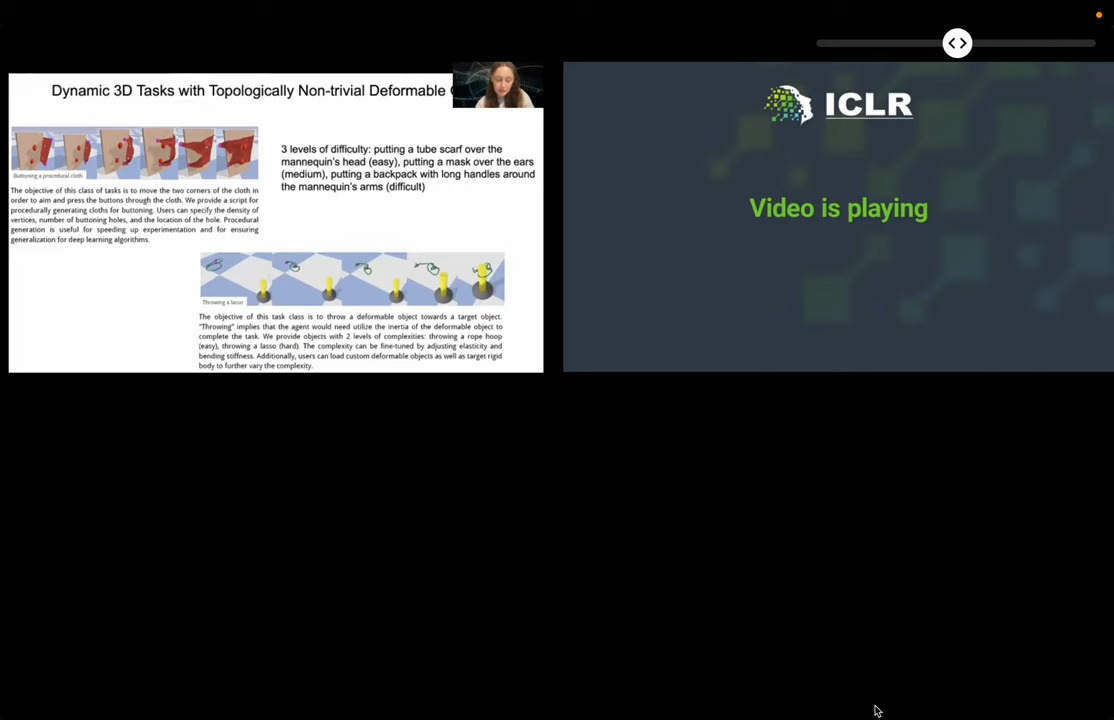 Dynamic 3D Tasks with Topologically Non-trivial Deformable
3 levels of difficulty: putting a tube scarf over the
mannequin's head (easy), putting a mask over the ears
(medium), putting a backpack with long handles around
the mannequin's arms (difficult)
Buttoning a procedural cloth
The objective of this class of tasks is to move the two corners of the cloth in
order to aim and press the buttons through the cloth. We provide a script for
procedurally generating cloths for buttoning. Users can specify the density of
vertices, number of buttoning holes, and the location of the hole. Procedural
generation is useful for speeding up experimentation and for ensuring
generalization for deep learning algorithms.
Throwing a lasso
The objective of this task class is to throw a deformable object towards a target object.
"Throwing" implies that the agent would need utilize the inertia of the deformable object to
complete the task. We provide objects with 2 levels of complexities: throwing a rope hoop
(easy), throwing a lasso (hard). The complexity can be fine-tuned by adjusting elasticity and
bending stiffness. Additionally, users can load custom deformable objects as well as target rigid
body to further vary the complexity.
ICLR
Video is playing